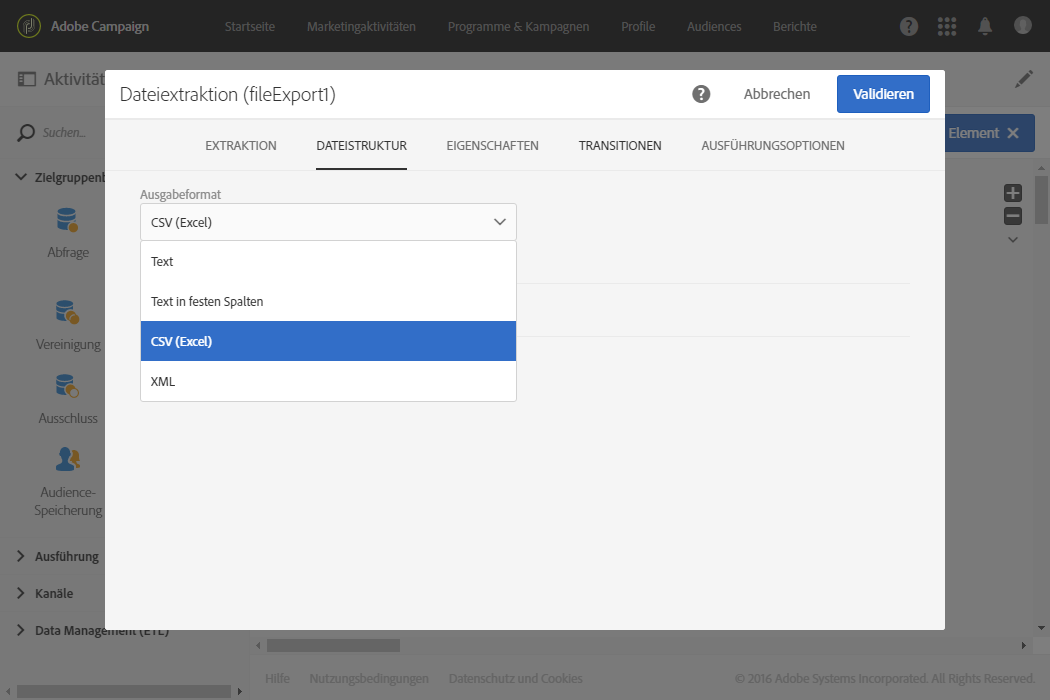 Adobe Campaign
Startseite
Marketingaktivitäten
Programme & Kampagnen
Profile
Audiences
Berichte
Aktivität
Dateiextraktion (fileExport1)
Abbrechen
Validieren
Suchen...
Element
EXTRAKTION
DATEISTRUKTUR
EIGENSCHAFTEN
TRANSITIONEN
AUSFÜHRUNGSOPTIONEN
Zielgruppenb
Abfrage
Vereinigung
Ausschluss
Audience-
Speicherung
Ausführung
Kanäle
Data Management (ETL)
Ausgabeformat
CSV (Excel)
Text
Text in festen Spalten
CSV (Excel)
XML
Hilfe
Nutzungsbedingungen
Datenschutz und Cookies
© 2016 Adobe Systems Incorporated. All Rights Reserved.